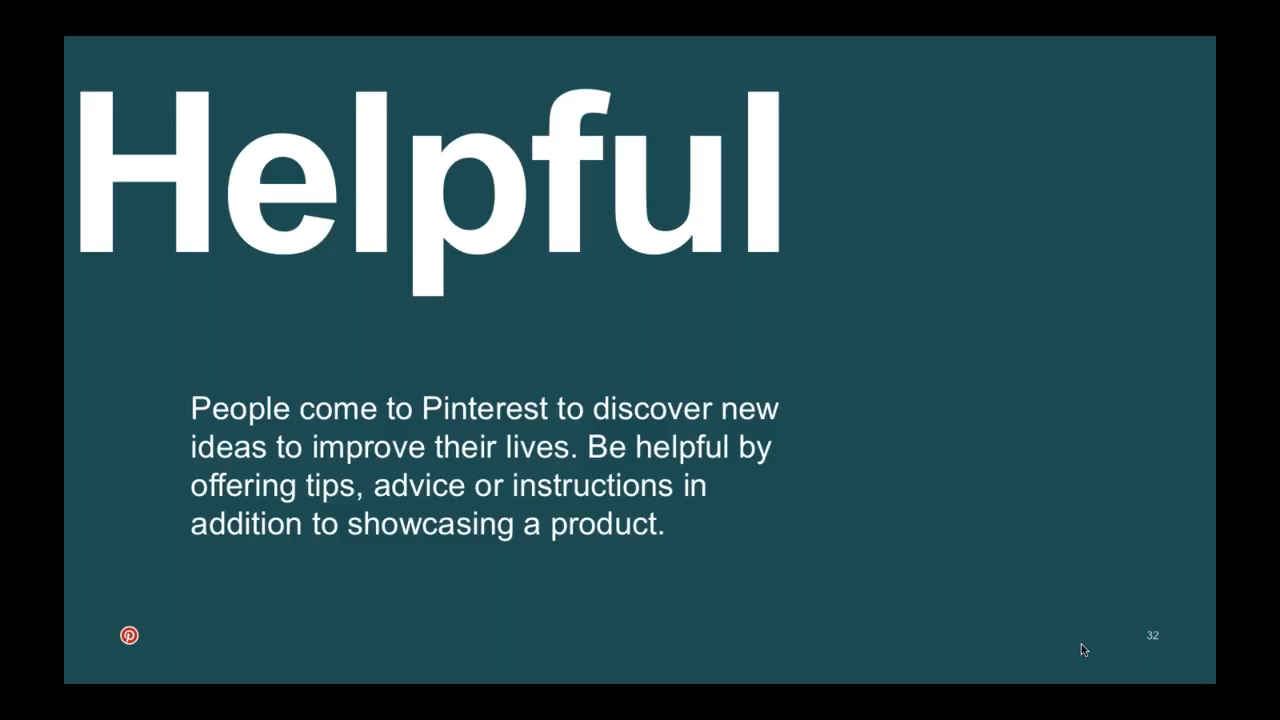 Helpful
People come to Pinterest to discover new
ideas to improve their lives. Be helpful by
offering tips, advice or instructions in
addition to showcasing a product.
32